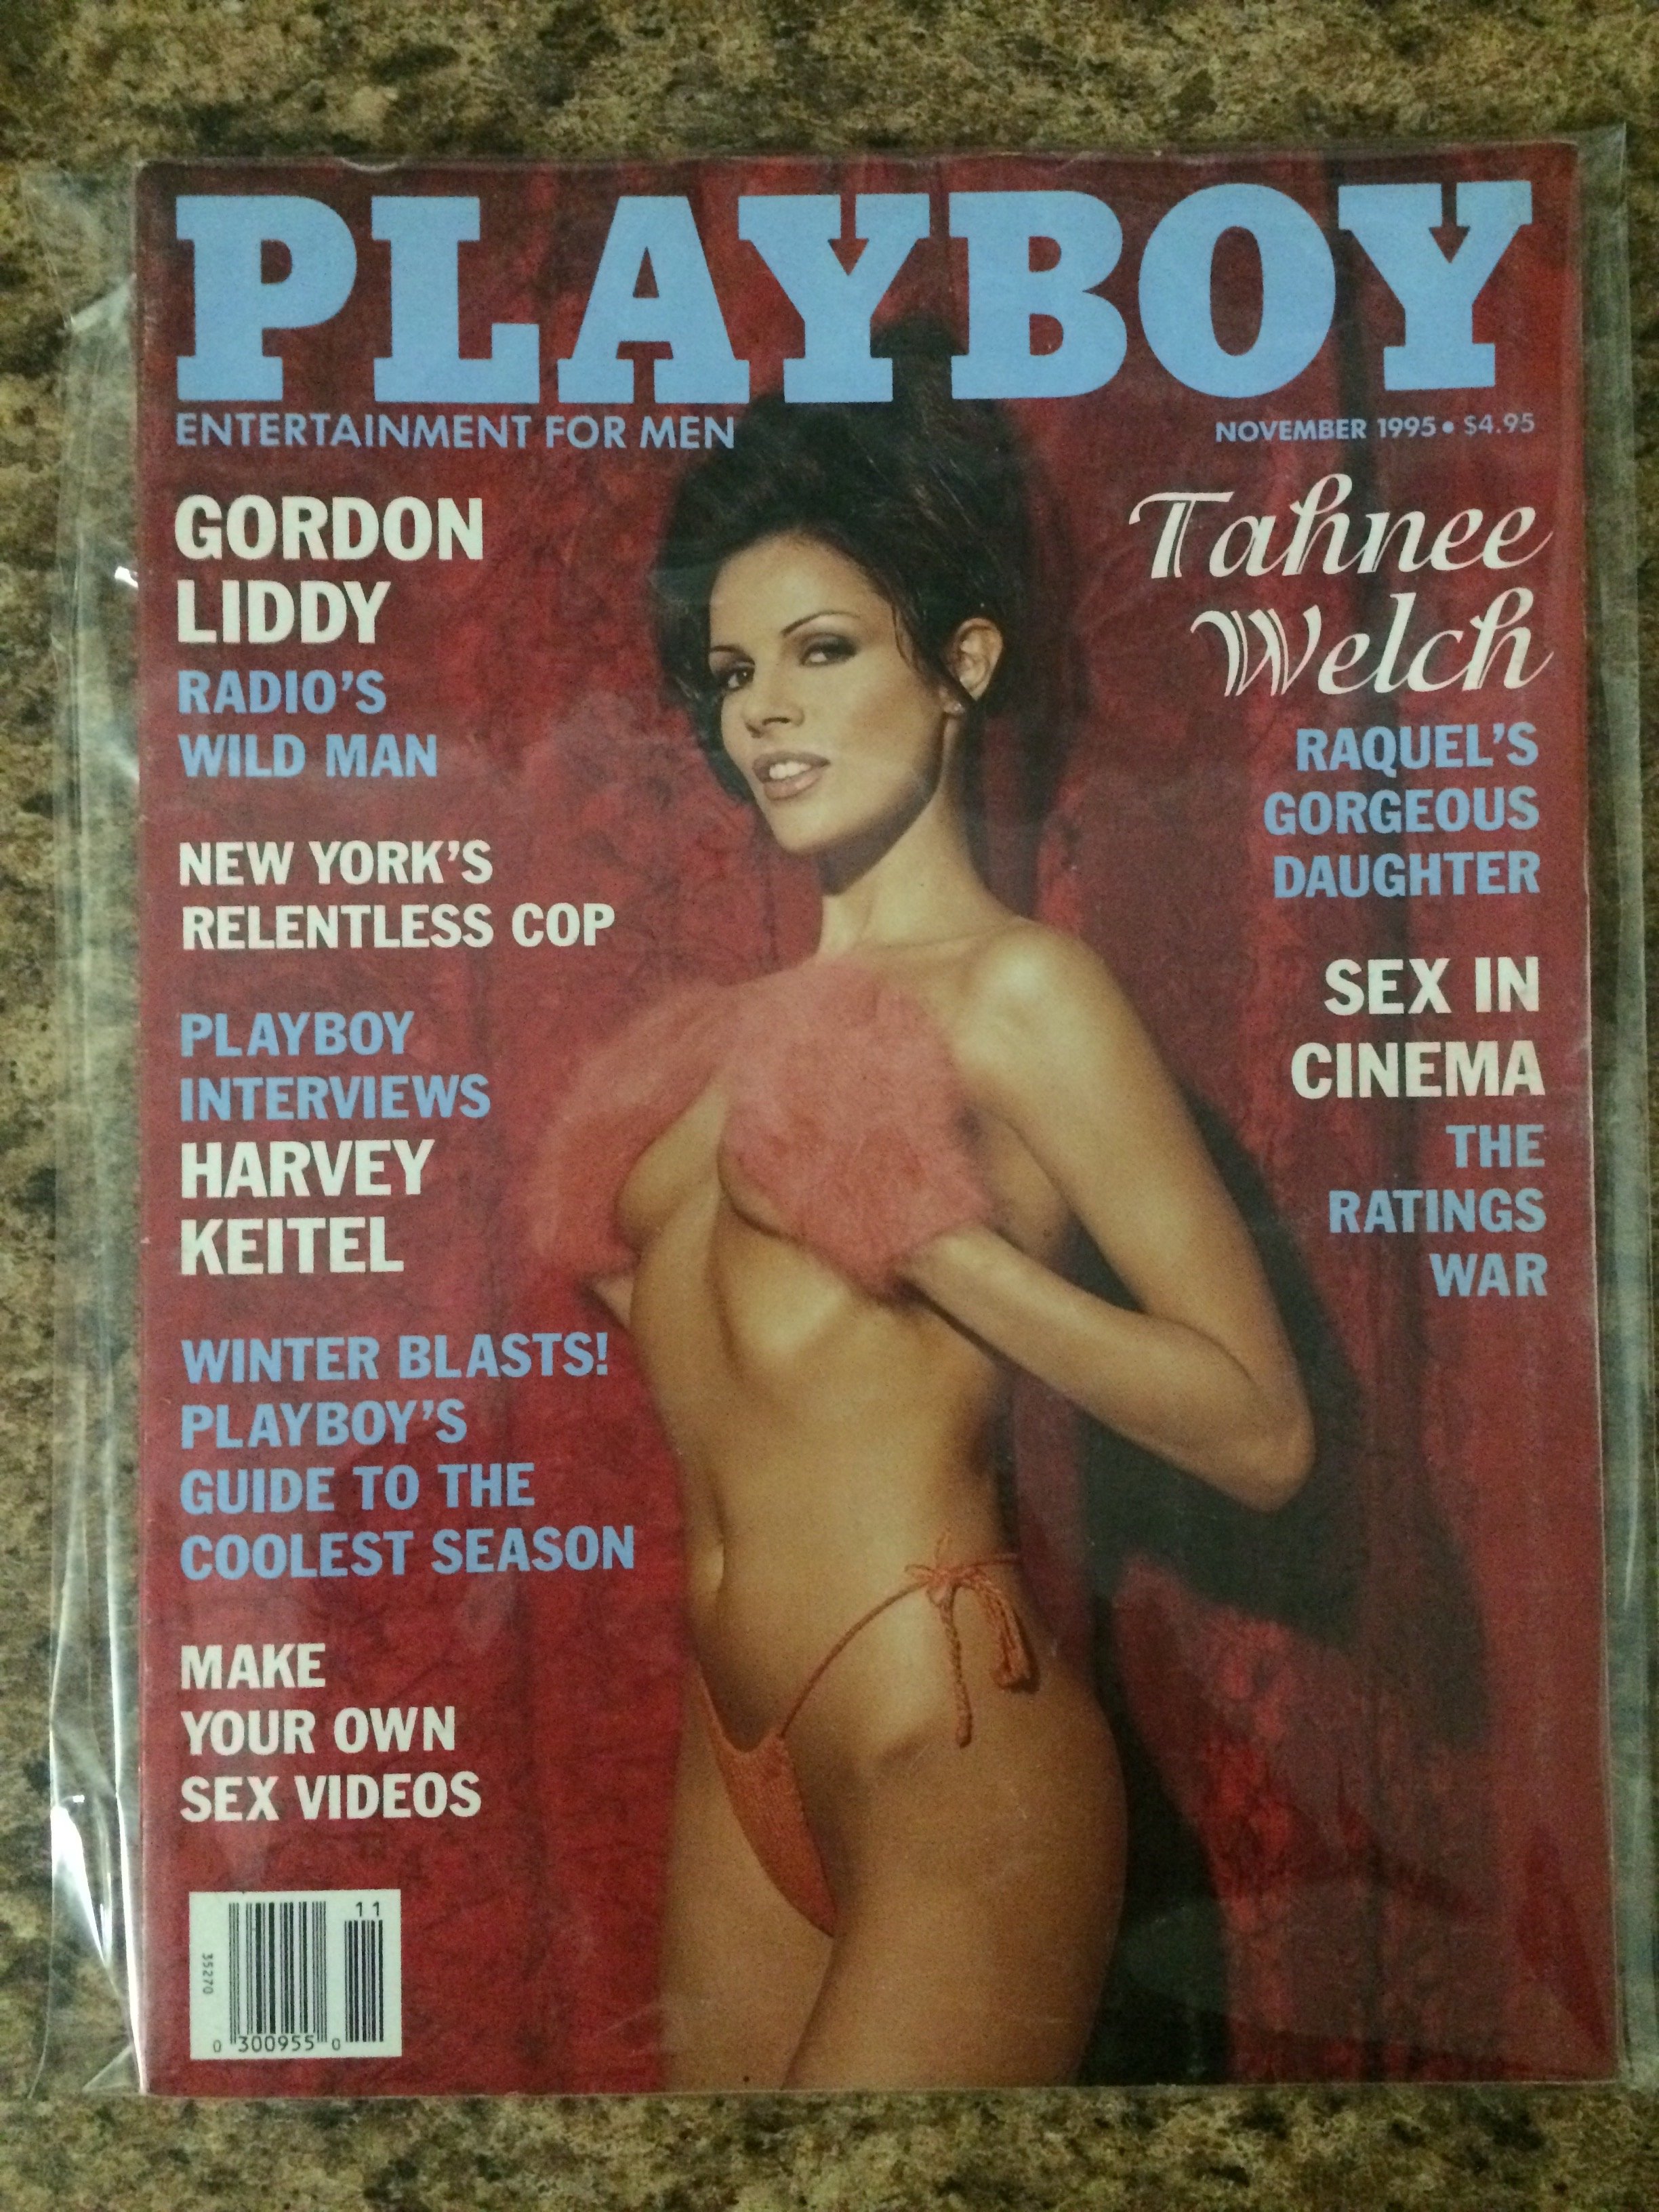 PLAYBOY
ENTERTAINMENT FOR MEN
NOVEMBER 1995 • $4.95
GORDON
LIDDY
RADIO'S
WILD MAN
NEW YORK'S
RELENTLESS COP
PLAYBOY
INTERVIEWS
HARVEY
KEITEL
WINTER BLASTS!
PLAYBOY'S
GUIDE TO THE
COOLEST SEASON
MAKE
YOUR OWN
SEX VIDEOS
Tahnee
Welch
RAQUEL'S
GORGEOUS
DAUGHTER
SEX IN
CINEMA
THE
RATINGS
WAR
11
35270
0 300955 0